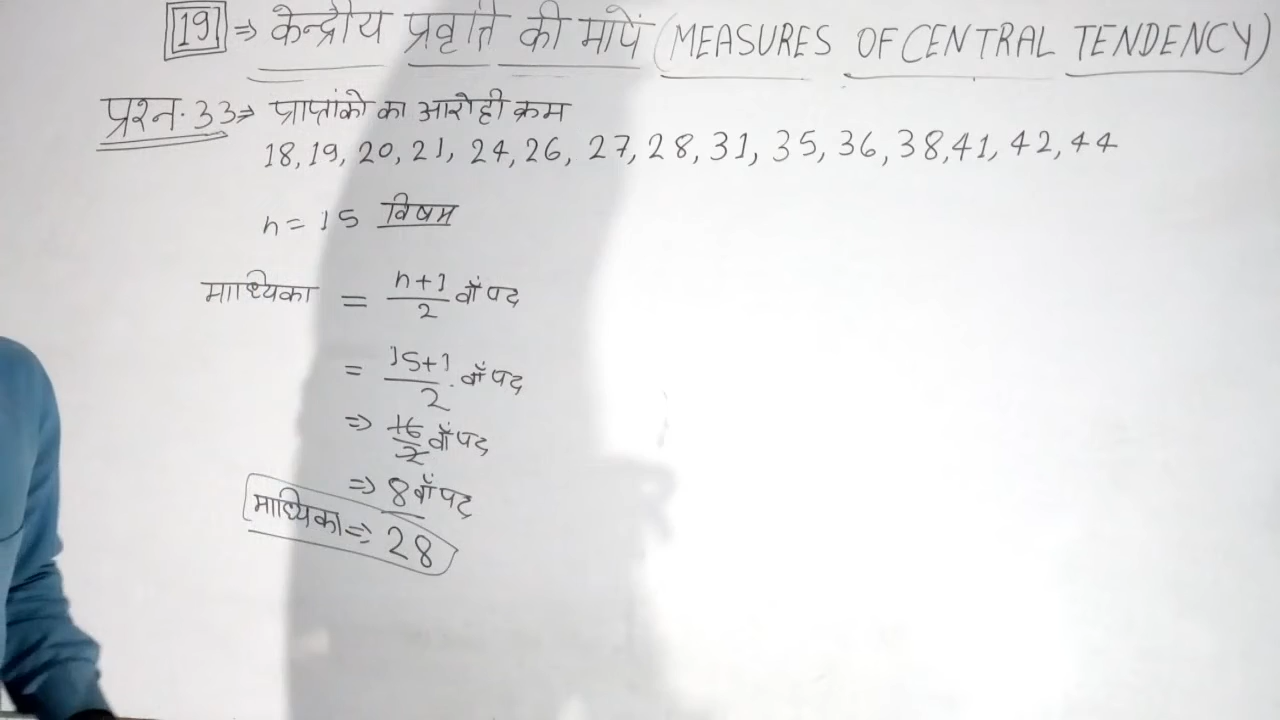 19 ⇒ केन्द्रीय प्रवृति की मापें (MEASURES OF CENTRAL TENDENCY)
प्रश्न.33⇒ प्राप्तांको का आरोही क्रम
18, 19, 20, 21, 24, 26, 27, 28, 31, 35, 36, 38, 41, 42, 44
n = 15 विषम
माध्यिका = n+1/2 वाँ पद
= 15+1/2 वाँ पद
⇒ 16/2 वाँ पद
⇒ 8 वाँ पद
माध्यिका ⇒ 28